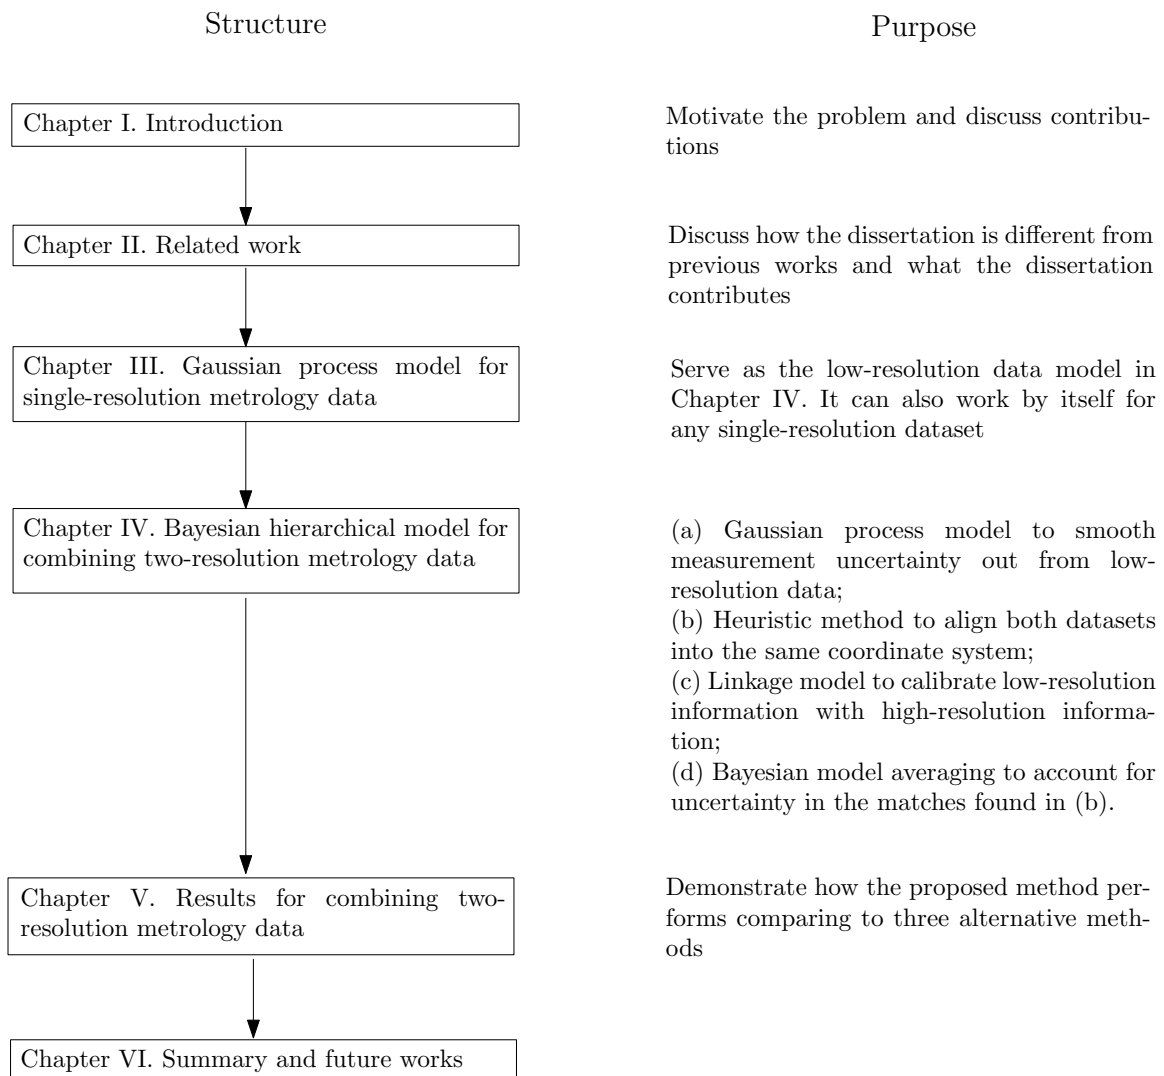 Structure
Purpose
Chapter I. Introduction
Motivate the problem and discuss contribu-
tions
Chapter II. Related work
Discuss how the dissertation is different from
previous works and what the dissertation
contributes
Chapter III. Gaussian process model for
single-resolution metrology data
Serve as the low-resolution data model in
Chapter IV. It can also work by itself for
any single-resolution dataset
Chapter IV. Bayesian hierarchical model for
combining two-resolution metrology data
(a) Gaussian process model to smooth
measurement uncertainty out from low-
resolution data;
(b) Heuristic method to align both datasets
into the same coordinate system;
(c) Linkage model to calibrate low-resolution
information with high-resolution informa-
tion;
(d) Bayesian model averaging to account for
uncertainty in the matches found in (b).
Chapter V. Results for combining two-
resolution metrology data
Demonstrate how the proposed method per-
forms comparing to three alternative meth-
ods
Chapter VI. Summary and future works